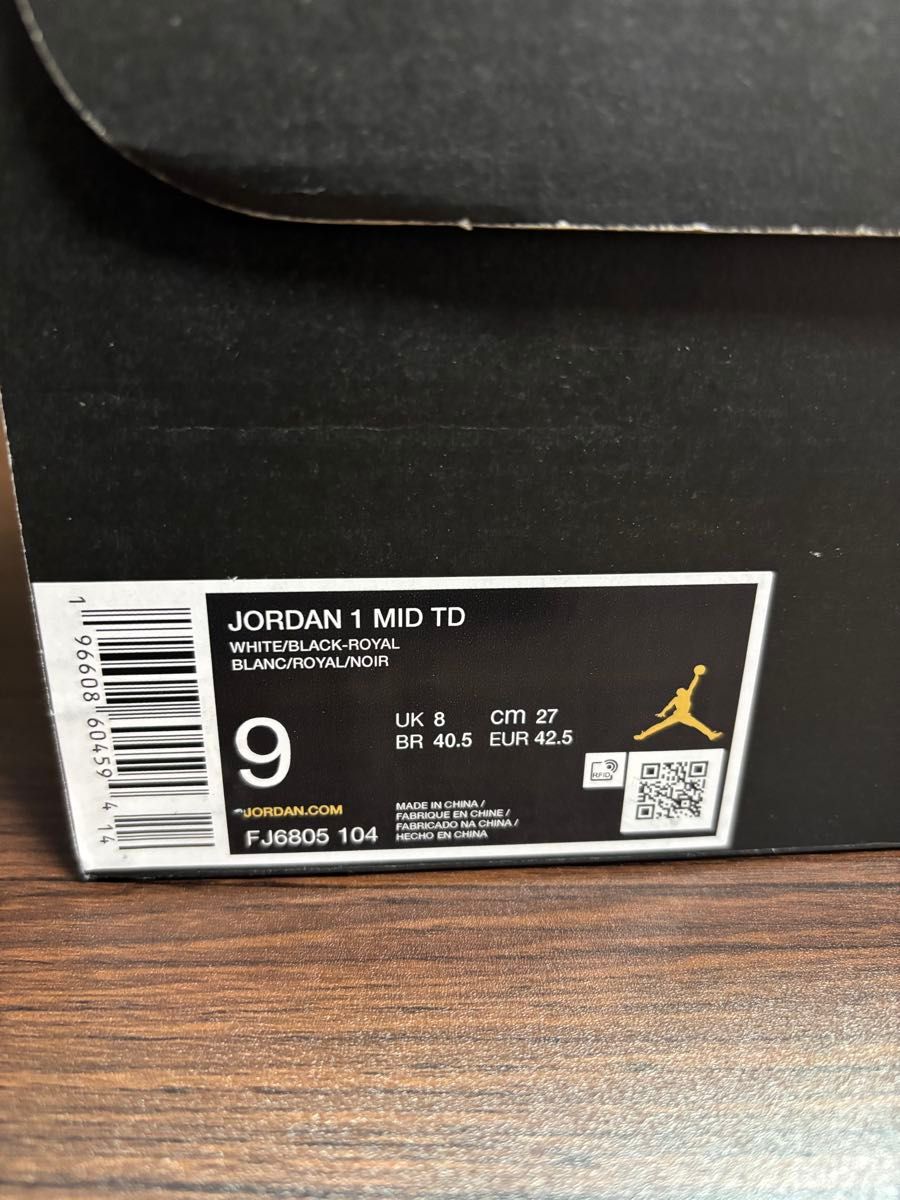 JORDAN 1 MID TD
WHITE/BLACK-ROYAL
BLANC/ROYAL/NOIR
9
UK 8 cm 27
BR 40.5 EUR 42.5
RFID
JORDAN.COM
FJ6805 104
MADE IN CHINA /
FABRIQUE EN CHINE /
FABRICADO NA CHINA /
HECHO EN CHINA
1 96608 60459 4 14